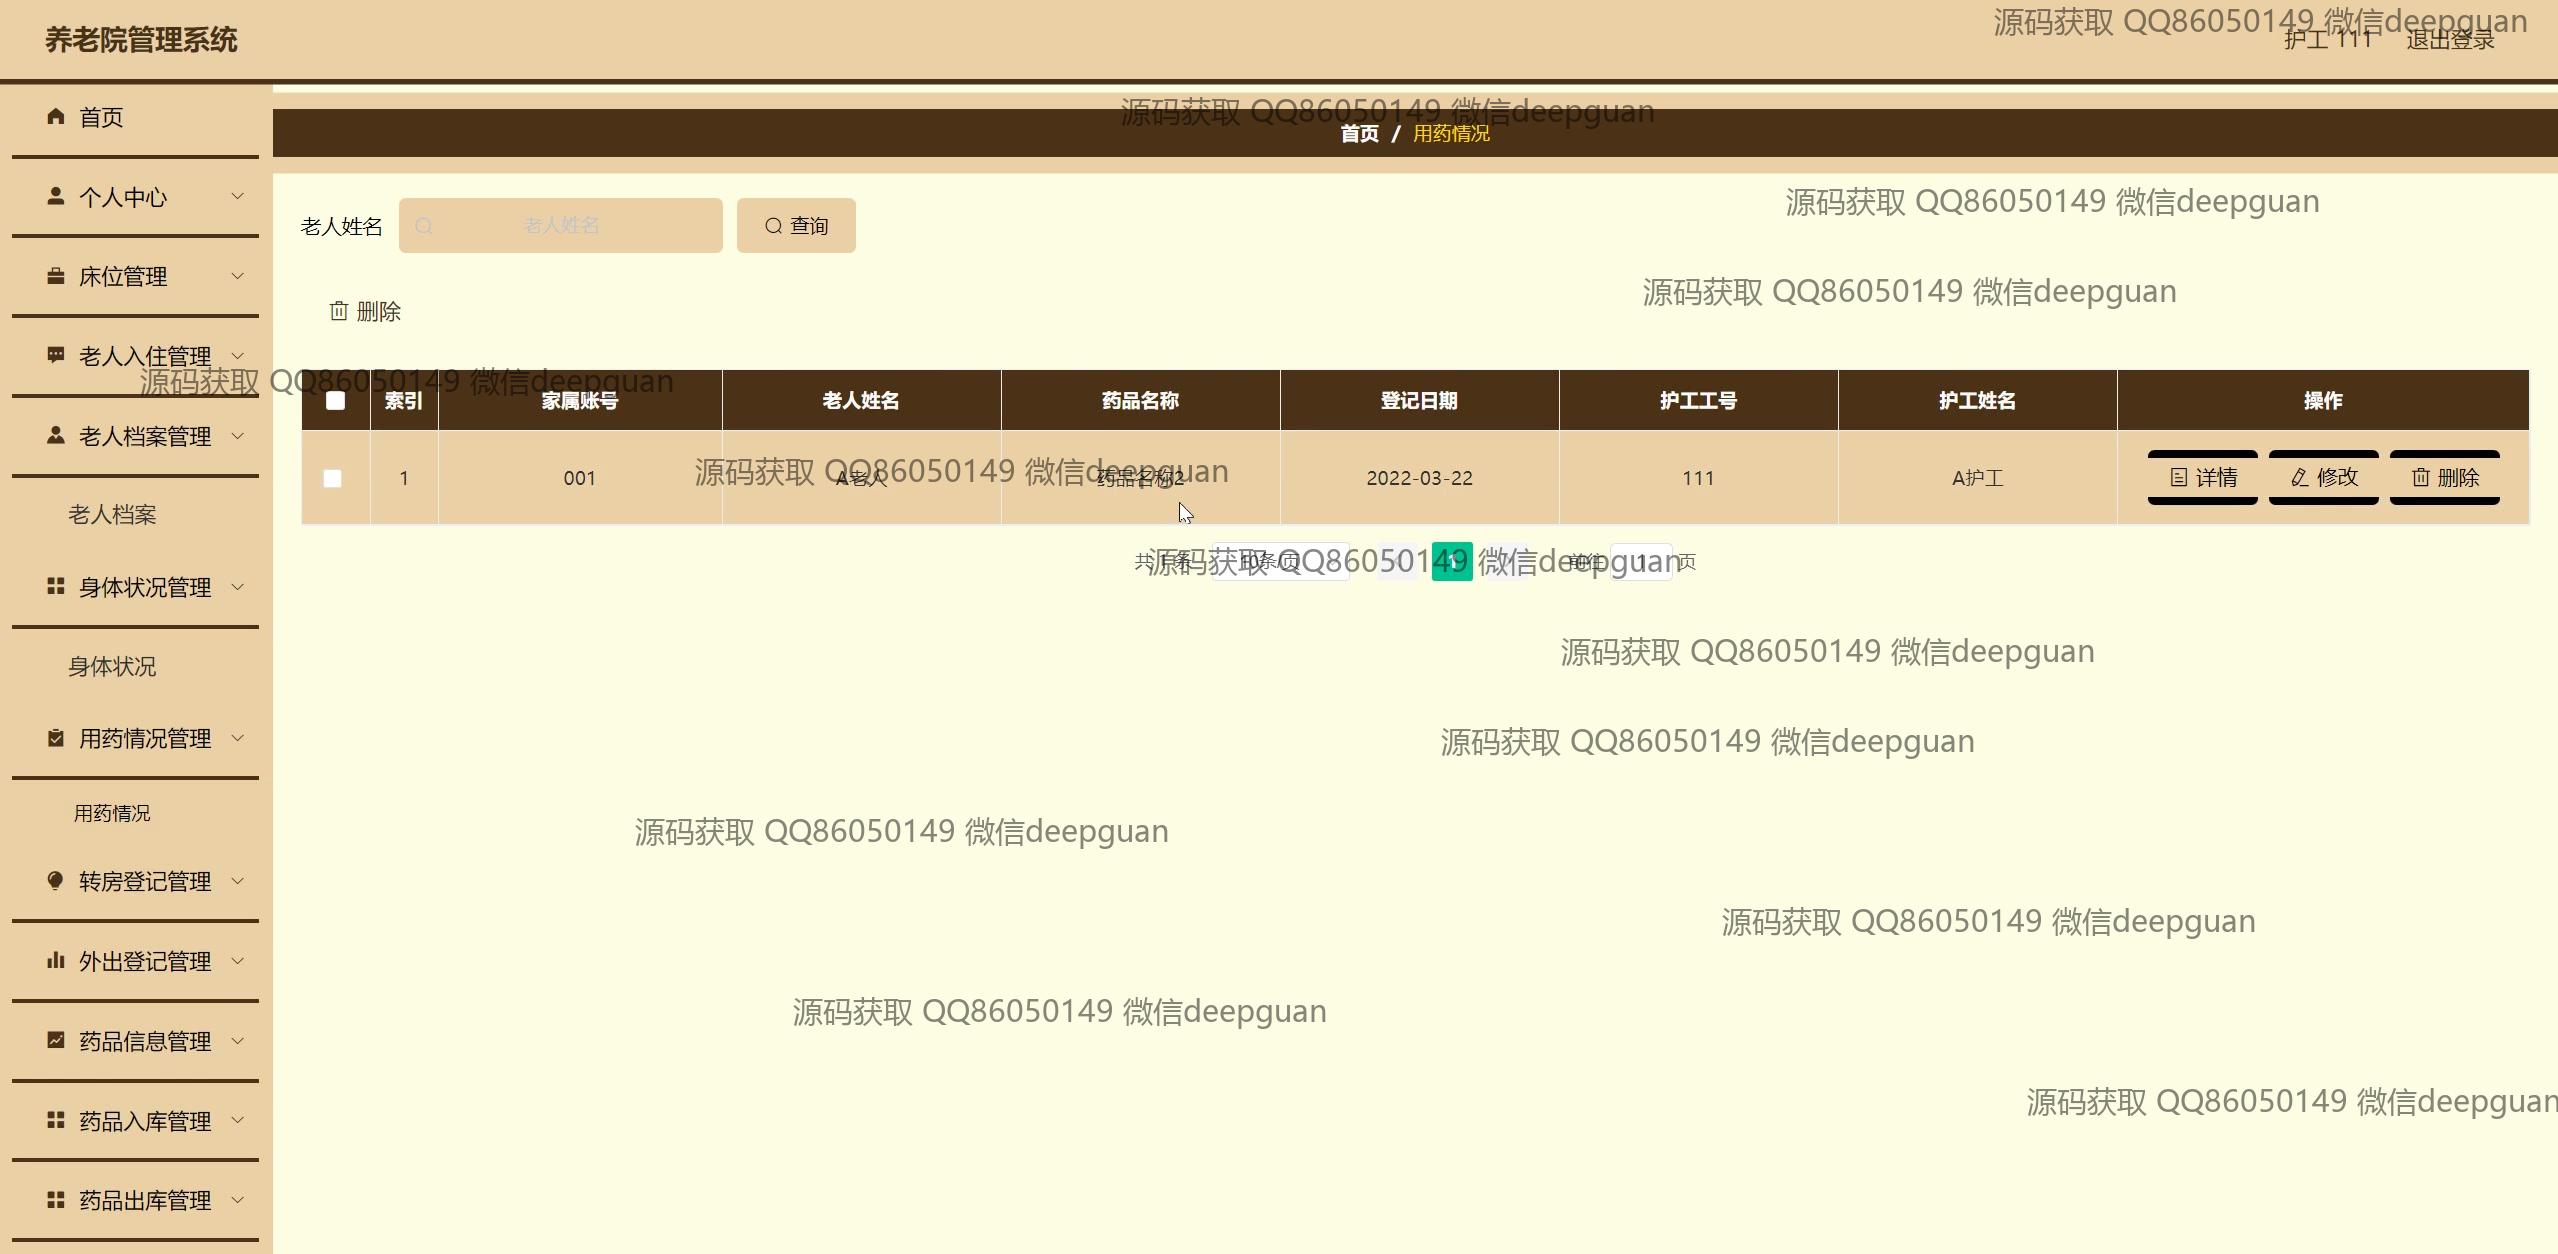 养老院管理系统
源码获取 QQ86050149 微信deepguan
护工 111 退出登录
首页
源码获取 QQ86050149 微信deepguan
首页 / 用药情况
个人中心
源码获取 QQ86050149 微信deepguan
老人姓名 老人姓名 查询
床位管理
源码获取 QQ86050149 微信deepguan
删除
老人入住管理
源码获取 QQ86050149 微信deepguan
索引 家属账号 老人姓名 药品名称 登记日期 护工工号 护工姓名 操作
老人档案管理
源码获取 QQ86050149 微信deepguan
1 001 A老人 药品名称2 2022-03-22 111 A护工 详情 修改 删除
老人档案
源码获取 QQ86050149 微信deepguan
共 1 条 10条/页 1 前往 1 页
身体状况管理
源码获取 QQ86050149 微信deepguan
身体状况
用药情况管理
源码获取 QQ86050149 微信deepguan
用药情况
源码获取 QQ86050149 微信deepguan
转房登记管理
源码获取 QQ86050149 微信deepguan
外出登记管理
源码获取 QQ86050149 微信deepguan
药品信息管理
源码获取 QQ86050149 微信deepguan
药品入库管理
药品出库管理